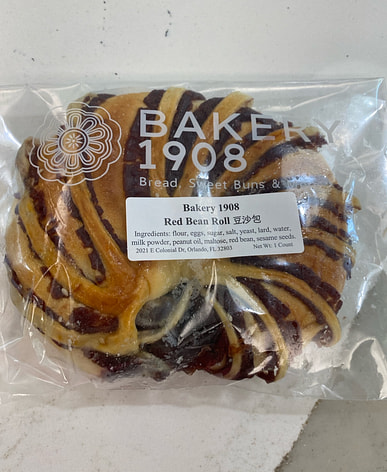 BAKERY
1908
Bread, Sweet Buns &
Bakery 1908
Red Bean Roll 豆沙包
Ingredients: flour, eggs, sugar, salt, yeast, lard, water,
milk powder, peanut oil, maltose, red bean, sesame seeds.
2021 E Colonial Dr, Orlando, FL 32803 Net Wt. 1 Count